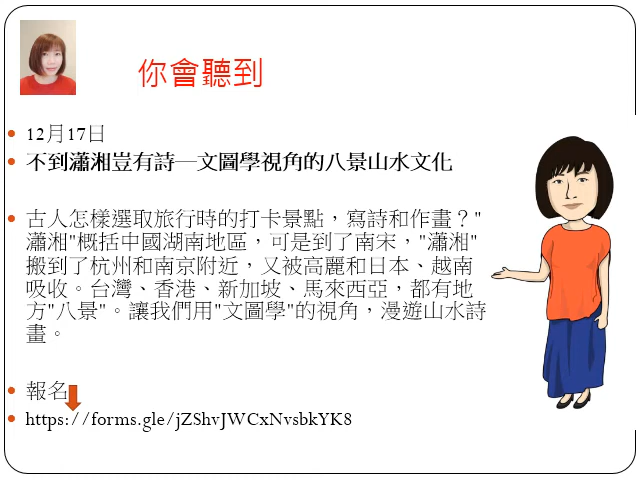 你會聽到
12月17日
不到瀟湘豈有詩—文圖學視角的八景山水文化
古人怎樣選取旅行時的打卡景點，寫詩和作畫？"
瀟湘"概括中國湖南地區，可是到了南宋，"瀟湘"
搬到了杭州和南京附近，又被高麗和日本、越南
吸收。台灣、香港、新加坡、馬來西亞，都有地
方"八景"。讓我們用"文圖學"的視角，漫遊山水詩
畫。
報名
https://forms.gle/jZShvJWCxNvsbkYK8